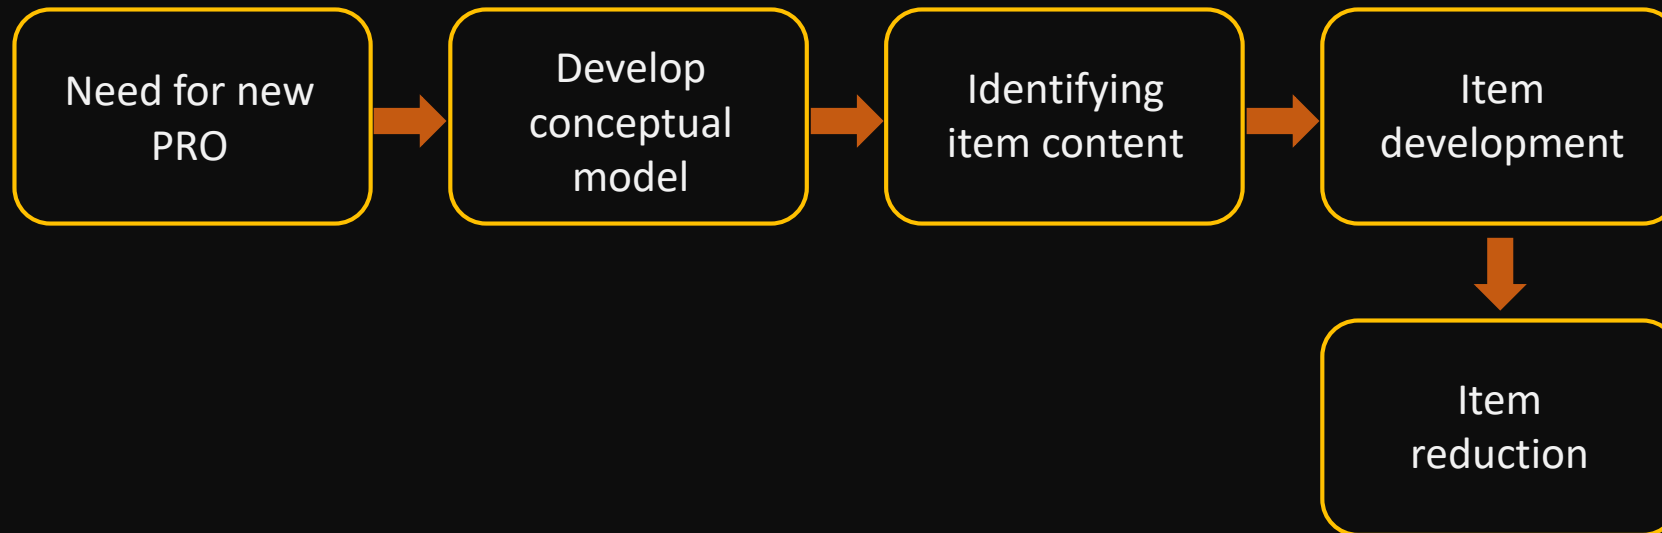 Need for new
PRO
Develop
conceptual
model
Identifying
item content
Item
development
Item
reduction